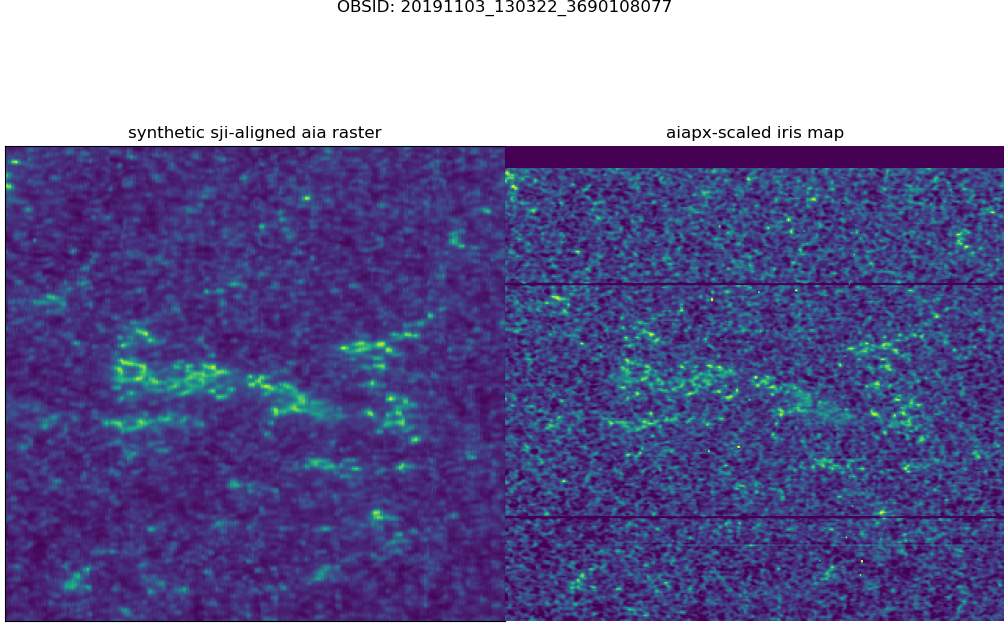 OBSID: 20191103_130322_3690108077
synthetic sji-aligned aia raster
aiapx-scaled iris map